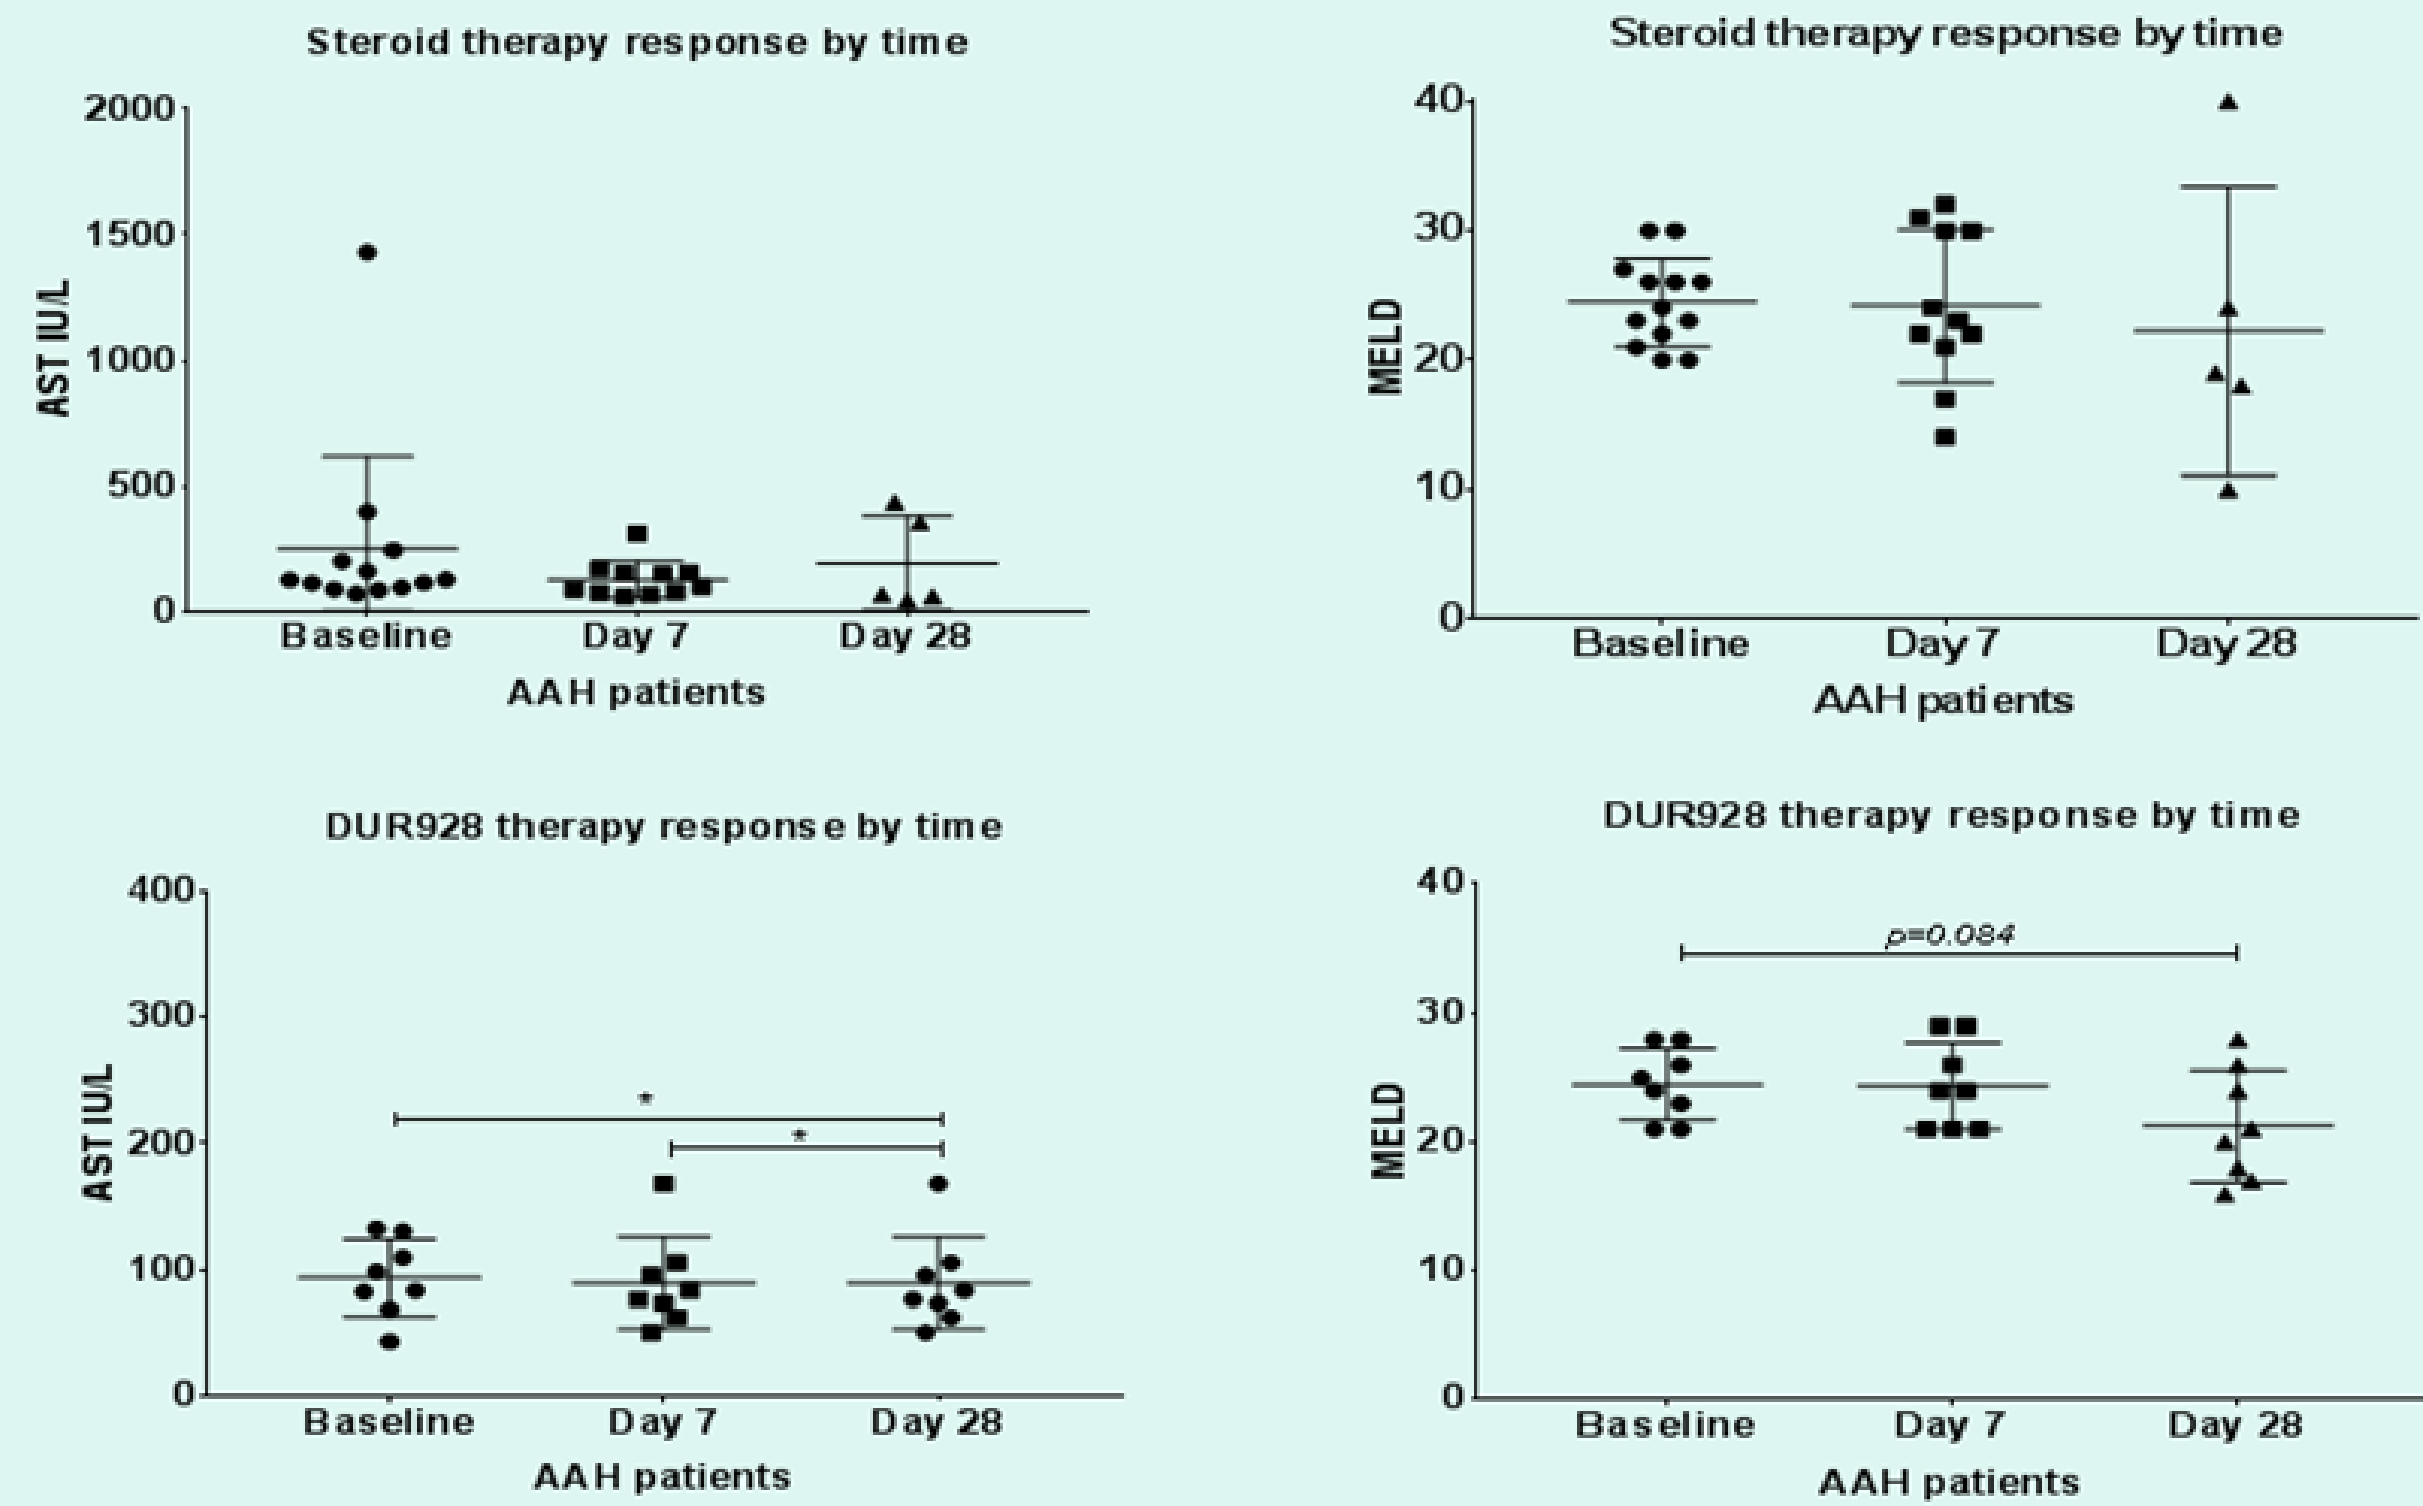 Steroid therapy response by time
2000
1500
1000
500
0
AST IU/L
Baseline
Day 7
Day 28
AAH patients
Steroid therapy response by time
40
30
20
10
0
MELD
Baseline
Day 7
Day 28
AAH patients
DUR928 therapy response by time
400
300
200
100
0
AST IU/L
*
*
Baseline
Day 7
Day 28
AAH patients
DUR928 therapy response by time
40
30
20
10
0
MELD
p=0.084
Baseline
Day 7
Day 28
AAH patients